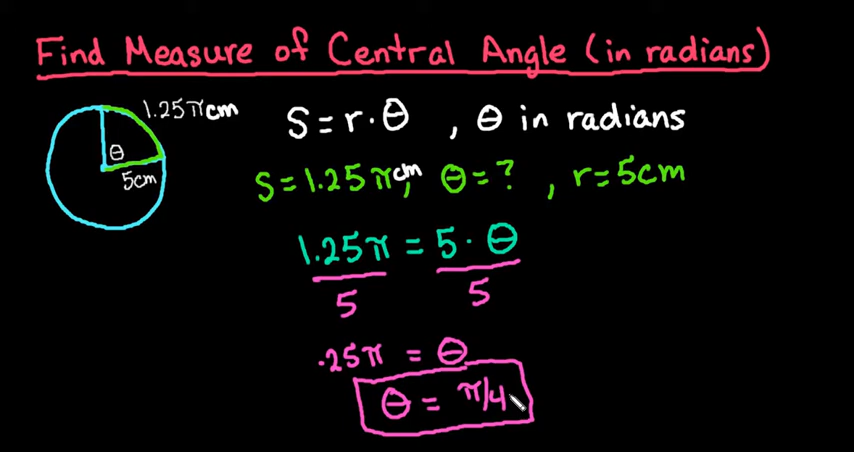 Find Measure of Central Angle (in radians)
1.25πcm
θ
5cm
S = r · θ , θ in radians
S = 1.25πcm, θ = ? , r = 5cm
1.25π = 5 · θ
5 5
.25π = θ
θ = π/4